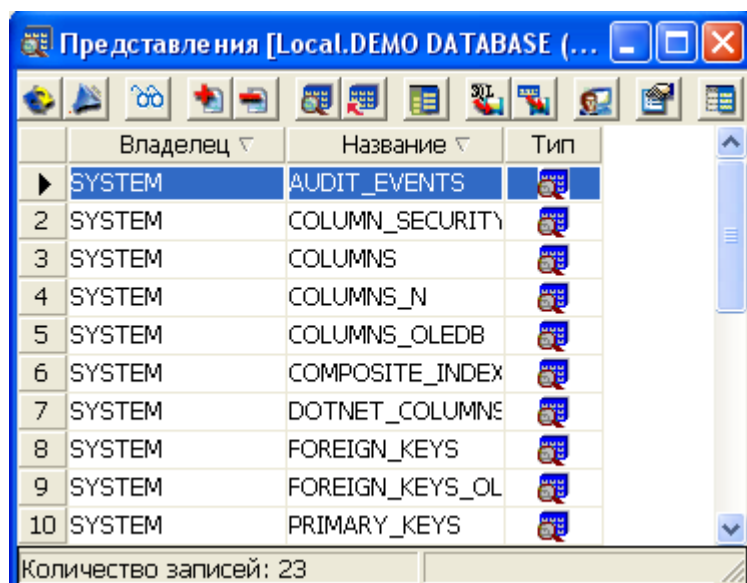 Представления [Local.DEMO DATABASE (...
SQL
Владелец Название Тип
SYSTEM AUDIT_EVENTS
2 SYSTEM COLUMN_SECURITY
3 SYSTEM COLUMNS
4 SYSTEM COLUMNS_N
5 SYSTEM COLUMNS_OLEDB
6 SYSTEM COMPOSITE_INDEX
7 SYSTEM DOTNET_COLUMNS
8 SYSTEM FOREIGN_KEYS
9 SYSTEM FOREIGN_KEYS_OL
10 SYSTEM PRIMARY_KEYS
Количество записей: 23